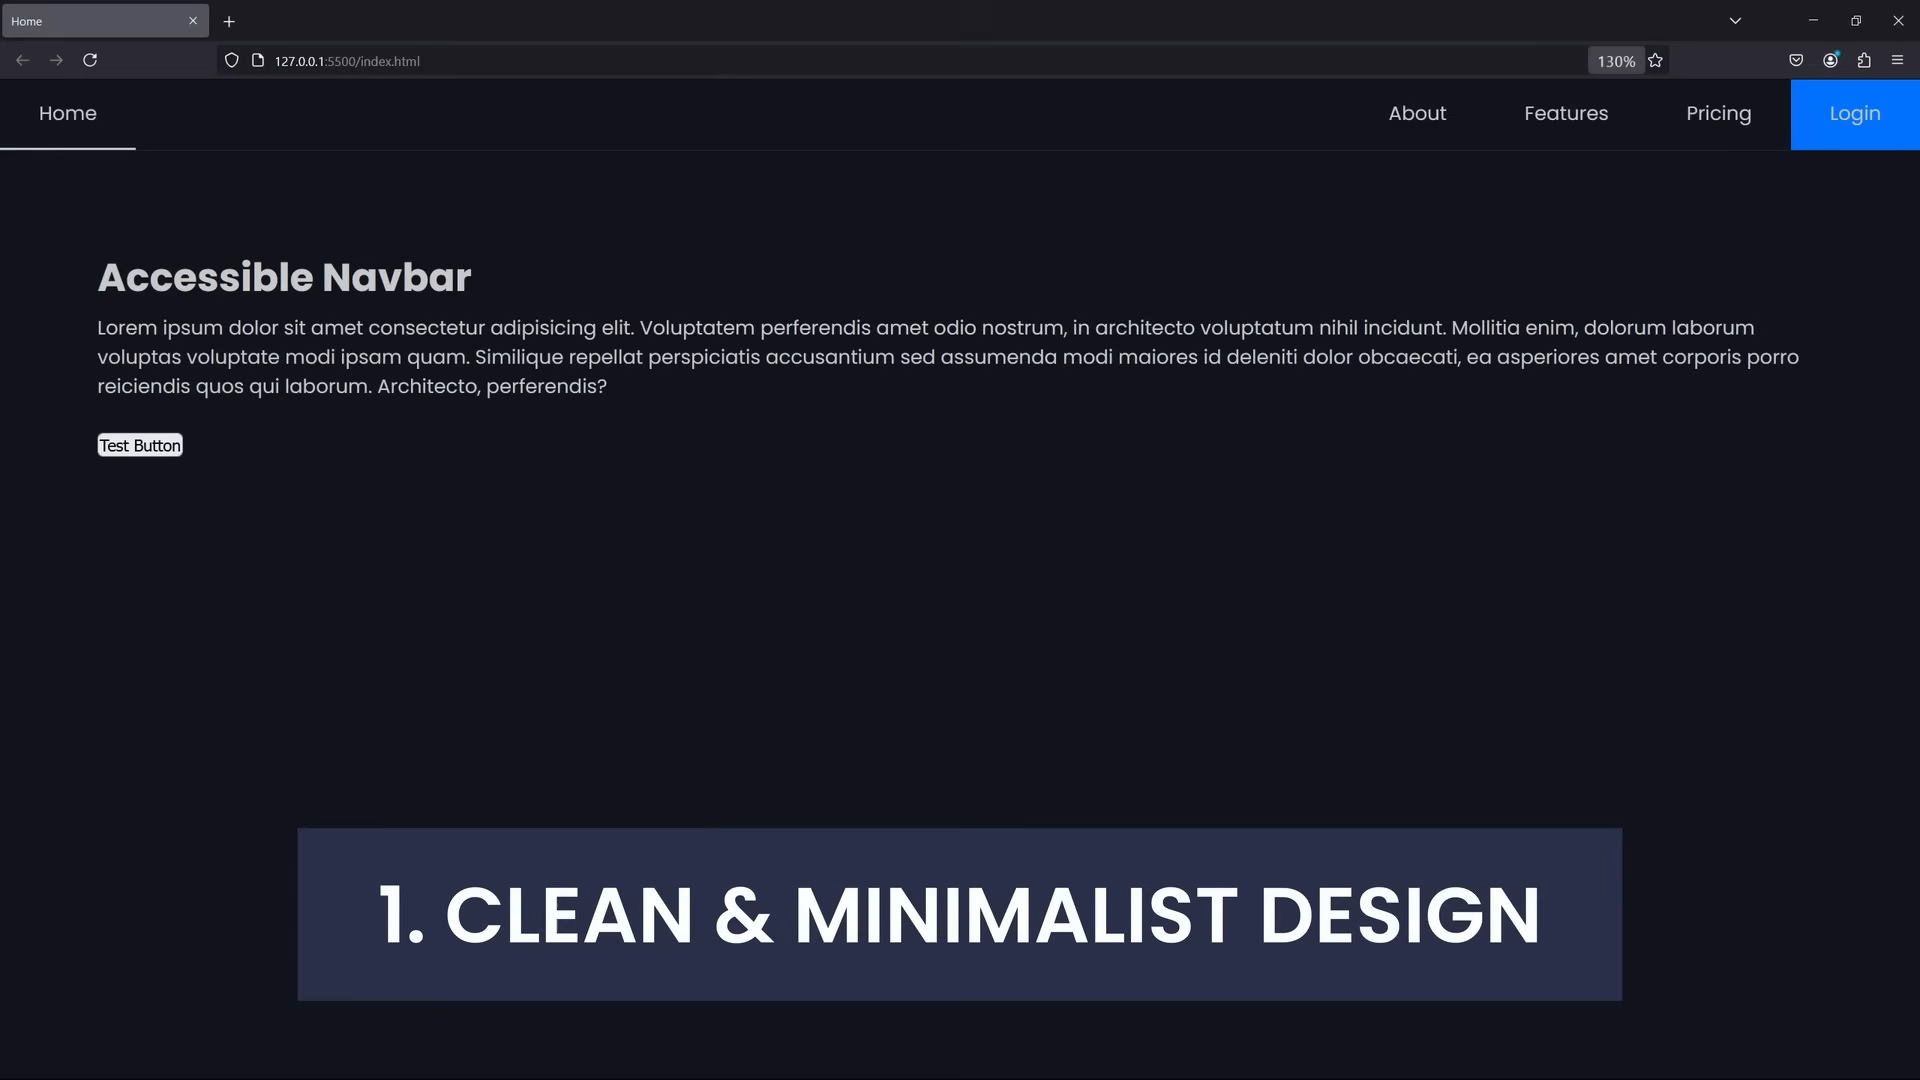 Home
127.0.0.1:5500/index.html
130%
Home
About
Features
Pricing
Login
Accessible Navbar
Lorem ipsum dolor sit amet consectetur adipisicing elit. Voluptatem perferendis amet odio nostrum, in architecto voluptatum nihil incidunt. Mollitia enim, dolorum laborum
voluptas voluptate modi ipsam quam. Similique repellat perspiciatis accusantium sed assumenda modi maiores id deleniti dolor obcaecati, ea asperiores amet corporis porro
reiciendis quos qui laborum. Architecto, perferendis?
Test Button
1. CLEAN & MINIMALIST DESIGN